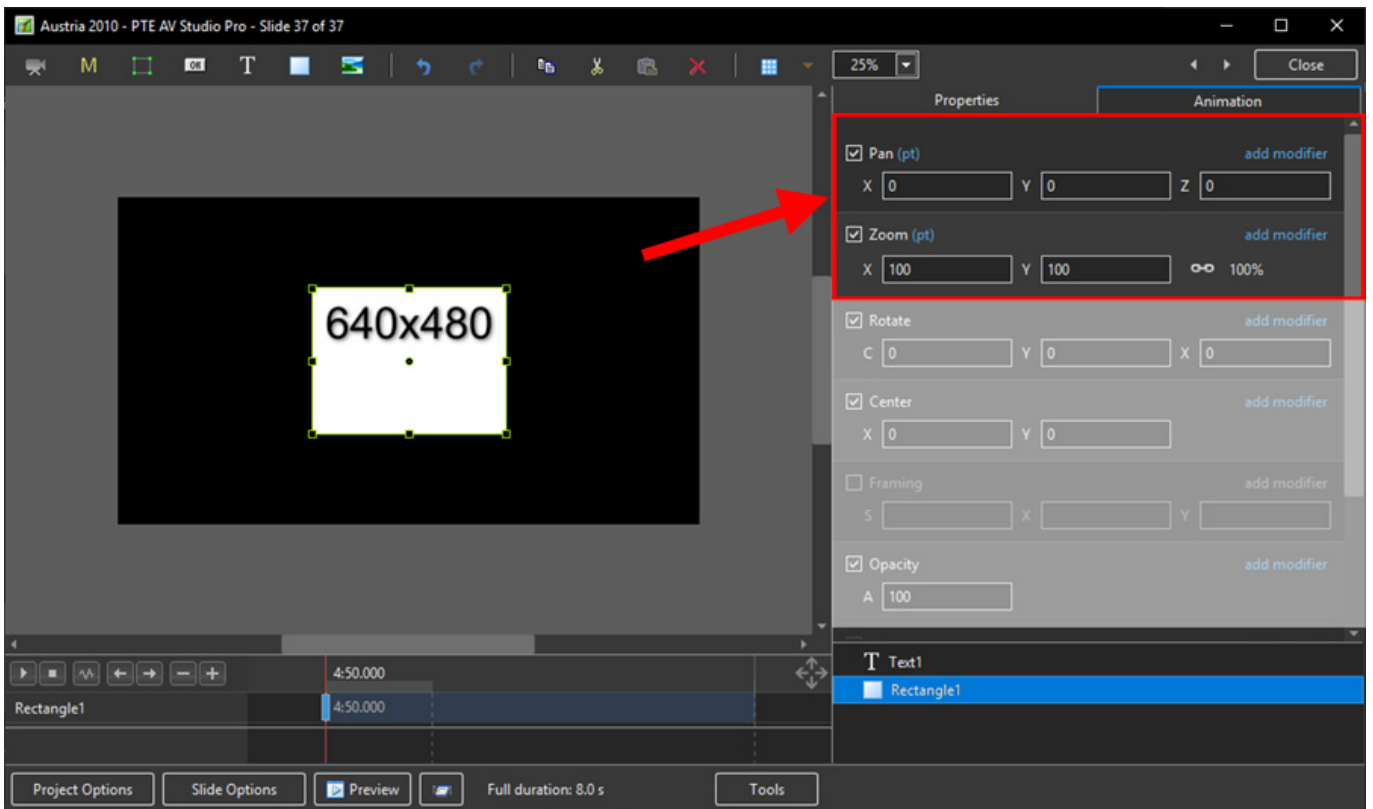 Austria 2010 - PTE AV Studio Pro - Slide 37 of 37
M OK T 25% Close
Properties Animation
Pan (pt) add modifier
X 0 Y 0 Z 0
Zoom (pt) add modifier
X 100 Y 100 100%
640x480
Rotate add modifier
C 0 Y 0 X 0
Center add modifier
X 0 Y 0
Framing add modifier
S X Y
Opacity add modifier
A 100
4:50.000
T Text1
Rectangle1 4:50.000
Rectangle1
Project Options Slide Options Preview Full duration: 8.0 s Tools